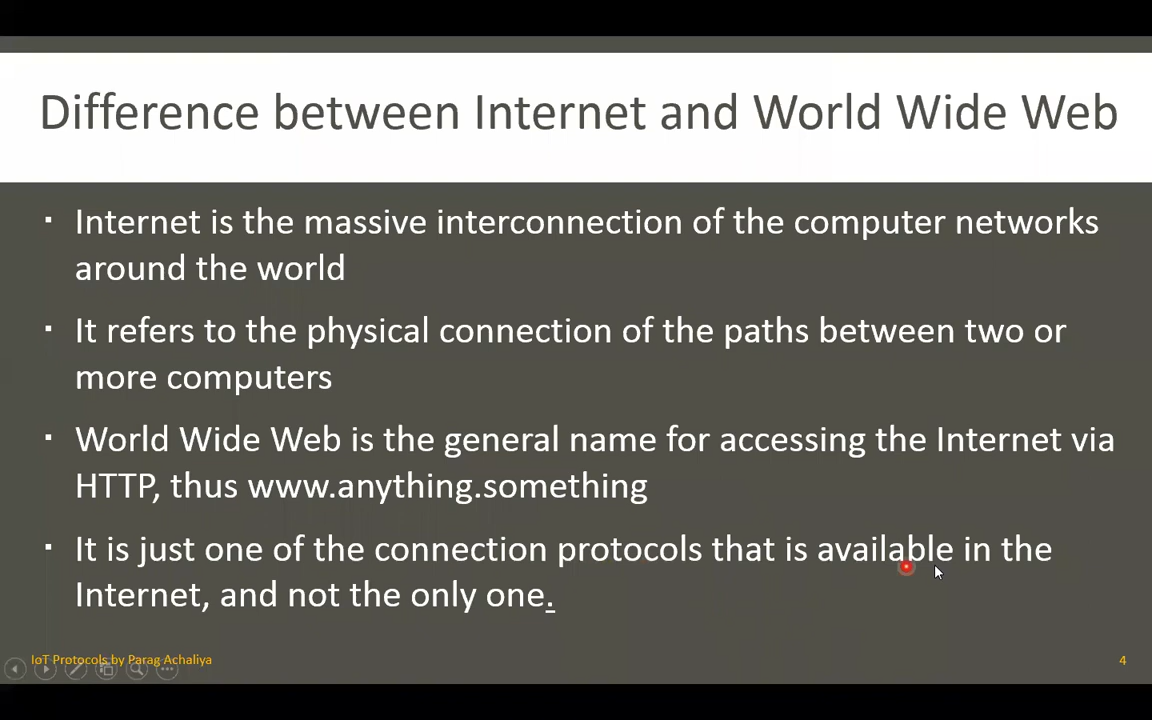 Difference between Internet and World Wide Web
▪ Internet is the massive interconnection of the computer networks
around the world
▪ It refers to the physical connection of the paths between two or
more computers
▪ World Wide Web is the general name for accessing the Internet via
HTTP, thus www.anything.something
▪ It is just one of the connection protocols that is available in the
Internet, and not the only one.
IoT Protocols by Parag Achaliya
4